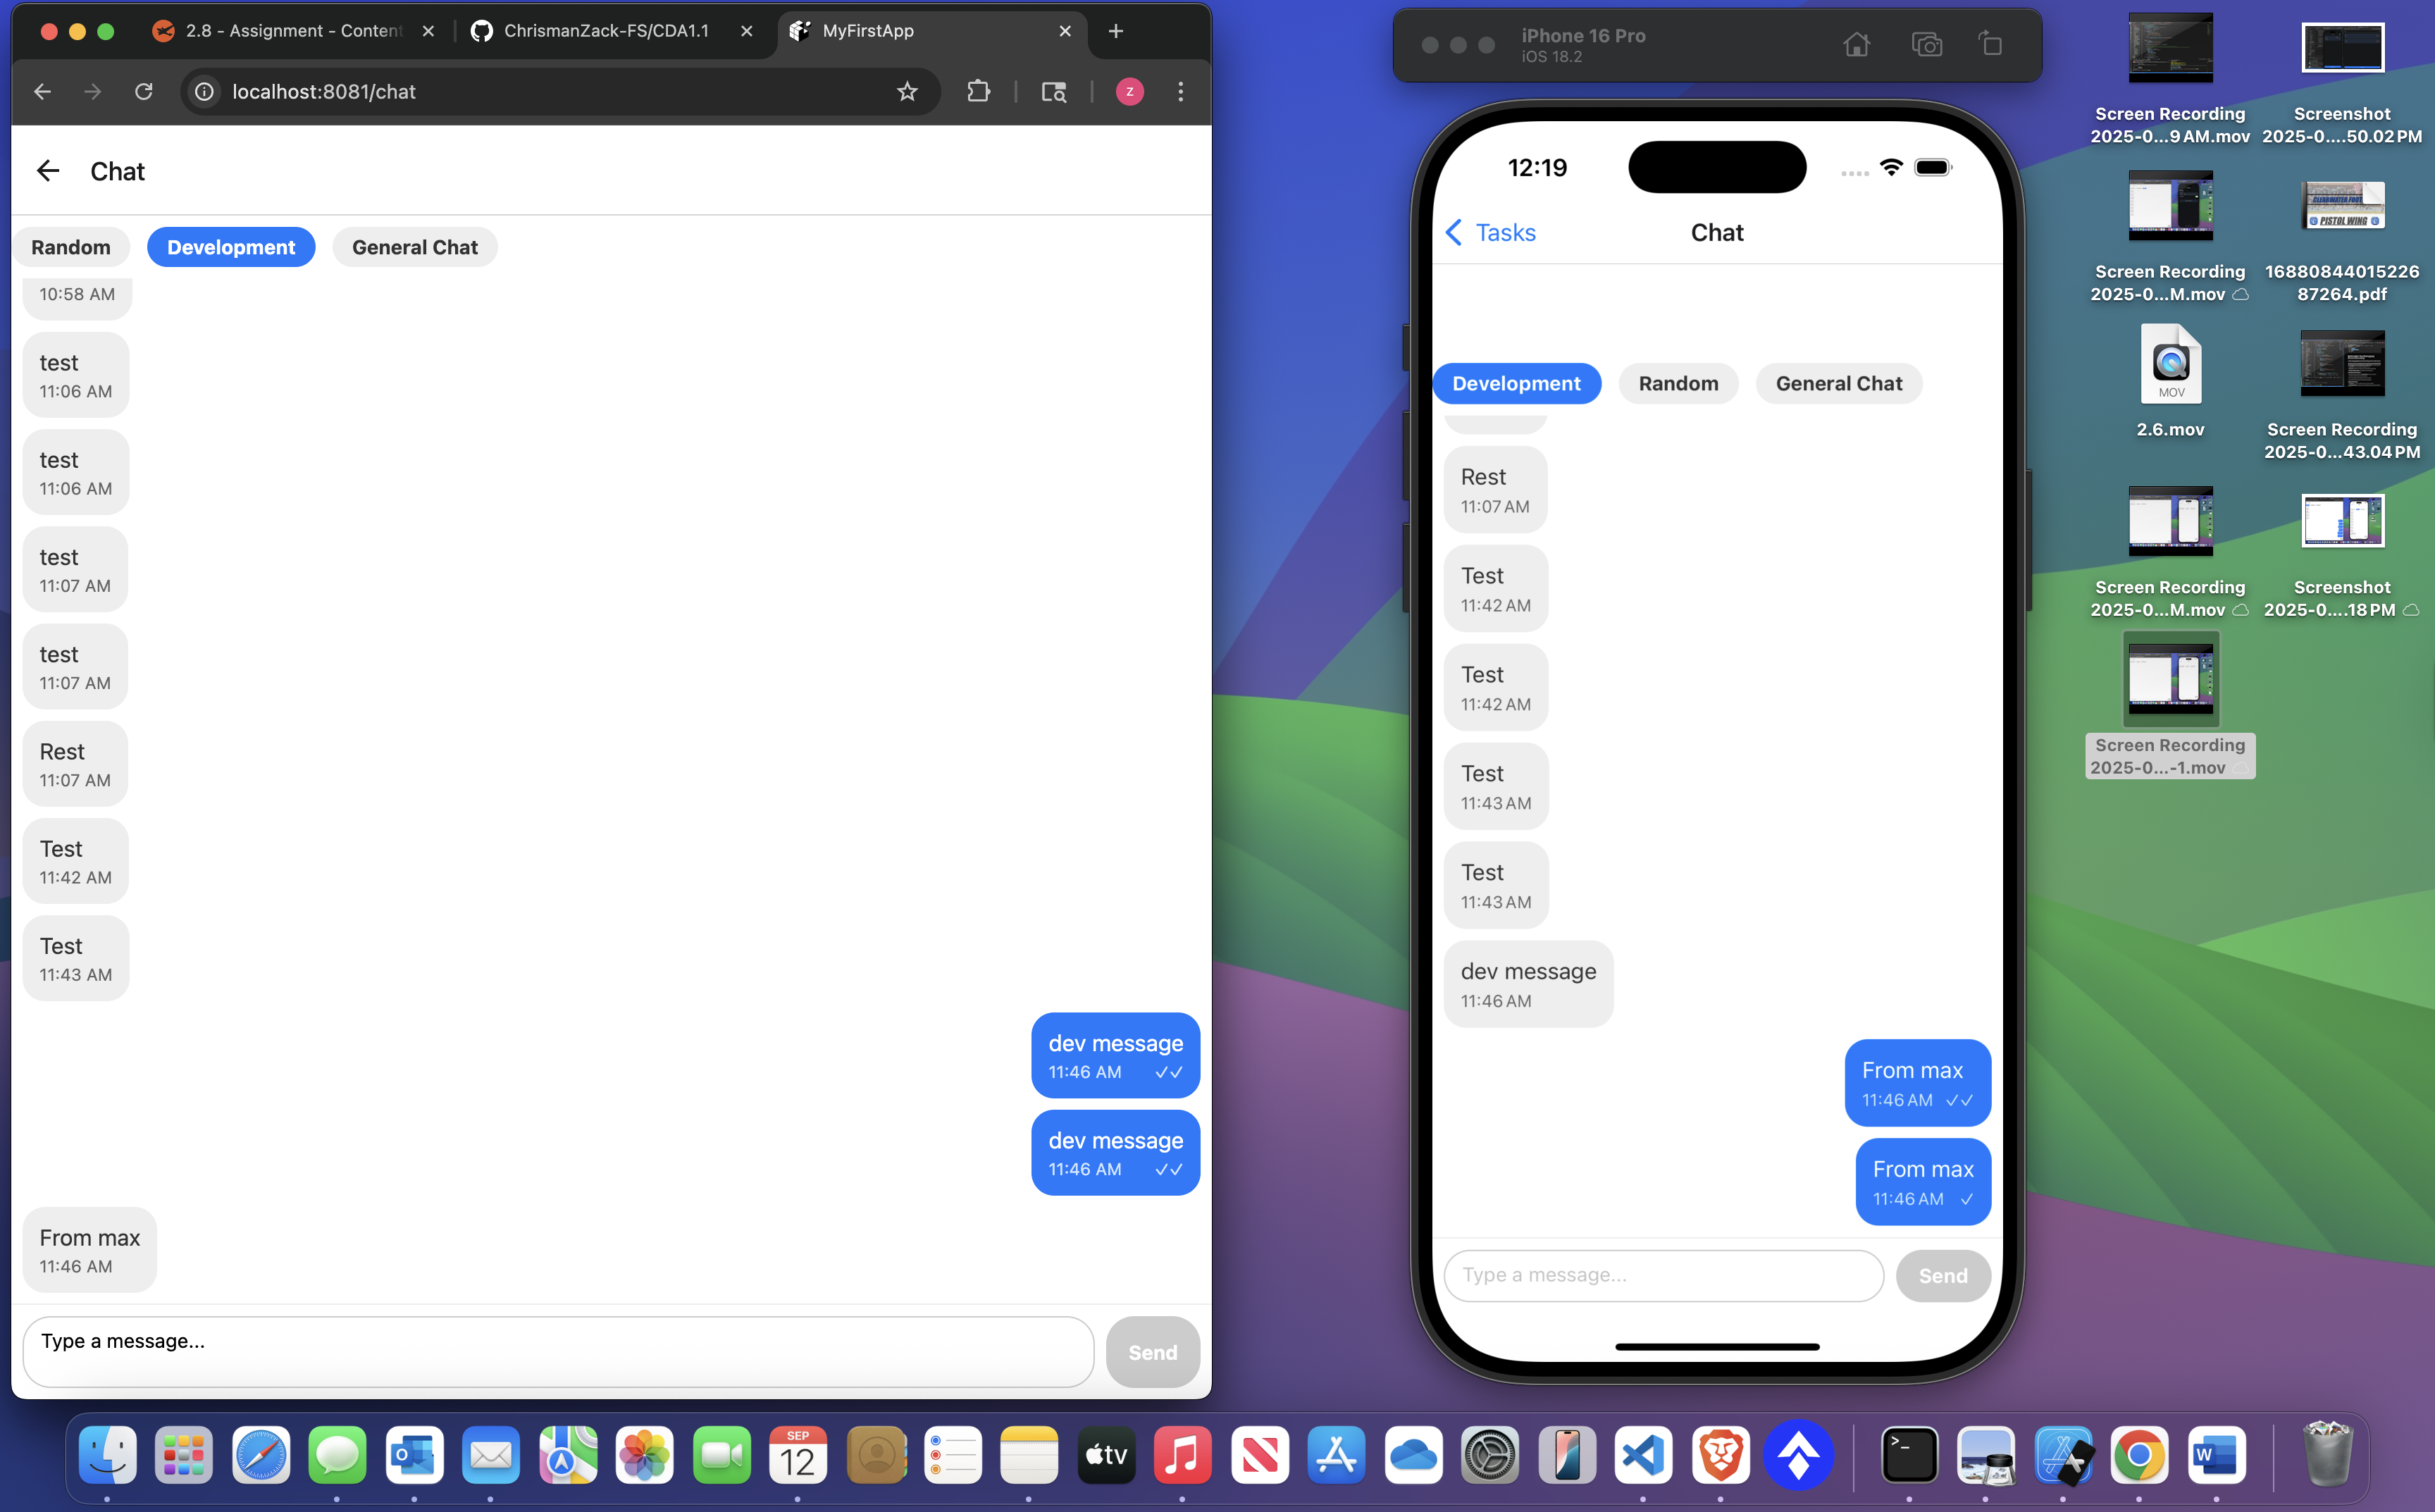 2.8 - Assignment - Content
ChrismanZack-FS/CDA1.1
MyFirstApp
localhost:8081/chat
z
Chat
Random
Development
General Chat
10:58 AM
test
11:06 AM
test
11:06 AM
test
11:07 AM
test
11:07 AM
Rest
11:07 AM
Test
11:42 AM
Test
11:43 AM
dev message
11:46 AM
dev message
11:46 AM
From max
11:46 AM
Type a message...
Send
iPhone 16 Pro
iOS 18.2
12:19
Tasks
Chat
Development
Random
General Chat
Rest
11:07 AM
Test
11:42 AM
Test
11:42 AM
Test
11:43 AM
Test
11:43 AM
dev message
11:46 AM
From max
11:46 AM
From max
11:46 AM
Type a message...
Send
Screen Recording
2025-0...9 AM.mov
Screenshot
2025-0....50.02 PM
Screen Recording
2025-0...M.mov
CLEARWATER FOOT
PISTOL WING
16880844015226
87264.pdf
MOV
2.6.mov
Screen Recording
2025-0...43.04 PM
Screen Recording
2025-0...M.mov
Screenshot
2025-0....18 PM
Screen Recording
2025-0...-1.mov
SEP
12
tv
W